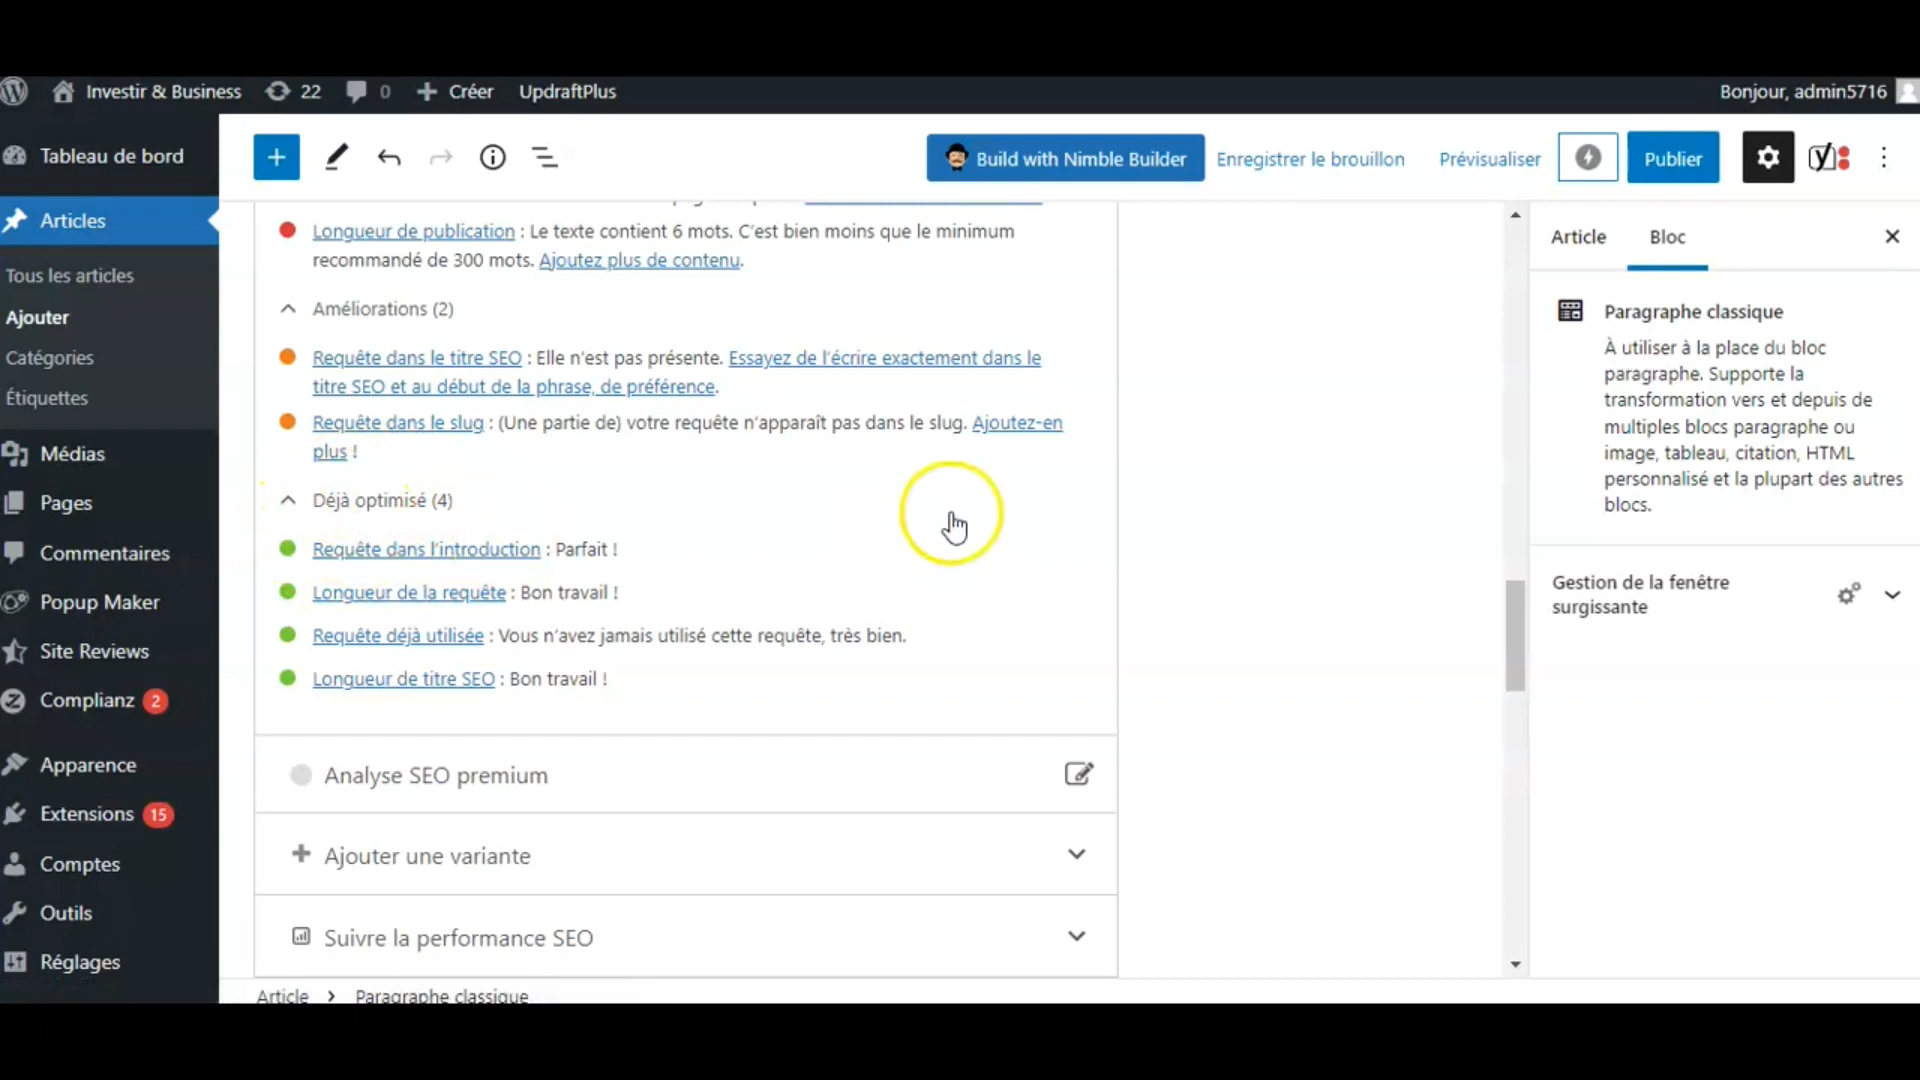 Investir & Business 22 0 + Créer UpdraftPlus Bonjour, admin5716
Tableau de bord
Articles
Tous les articles
Ajouter
Catégories
Étiquettes
Médias
Pages
Commentaires
Popup Maker
Site Reviews
Complianz 2
Apparence
Extensions 15
Comptes
Outils
Réglages
Build with Nimble Builder Enregistrer le brouillon Prévisualiser Publier
Longueur de publication : Le texte contient 6 mots. C'est bien moins que le minimum
recommandé de 300 mots. Ajoutez plus de contenu.
Améliorations (2)
Requête dans le titre SEO : Elle n'est pas présente. Essayez de l'écrire exactement dans le
titre SEO et au début de la phrase, de préférence.
Requête dans le slug : (Une partie de) votre requête n'apparaît pas dans le slug. Ajoutez-en
plus !
Déjà optimisé (4)
Requête dans l'introduction : Parfait !
Longueur de la requête : Bon travail !
Requête déjà utilisée : Vous n'avez jamais utilisé cette requête, très bien.
Longueur de titre SEO : Bon travail !
Analyse SEO premium
Ajouter une variante
Suivre la performance SEO
Article > Paragraphe classique
Article Bloc
Paragraphe classique
À utiliser à la place du bloc
paragraphe. Supporte la
transformation vers et depuis de
multiples blocs paragraphe ou
image, tableau, citation, HTML
personnalisé et la plupart des autres
blocs.
Gestion de la fenêtre
surgissante